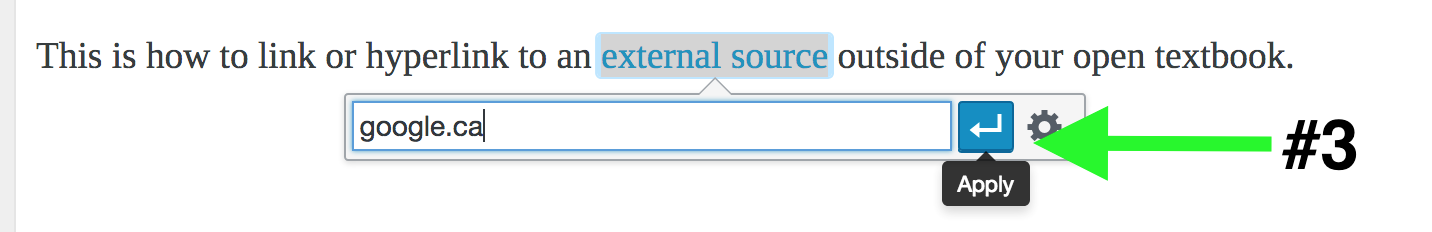 This is how to link or hyperlink to an external source outside of your open textbook.
google.ca
#3
Apply